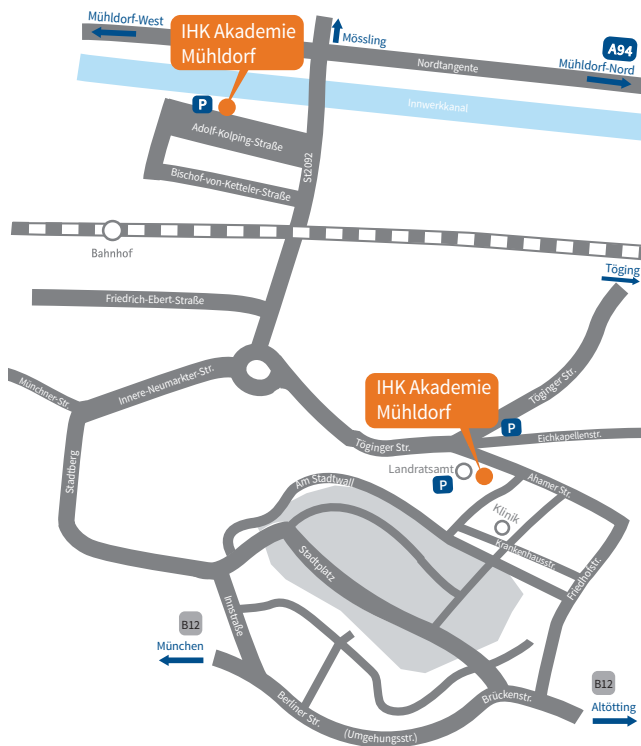 Mühldorf-West
IHK Akademie
Mühldorf
Mössling
A94
Nordtangente
Mühldorf-Nord
P
Innwerkkanal
Adolf-Kolping-Straße
St2092
Bischof-von-Ketteler-Straße
Bahnhof
Töging
Friedrich-Ebert-Straße
Innere-Neumarkter-Str.
Münchner-Str.
IHK Akademie
Mühldorf
Töginger Str.
P
Eichkapellenstr.
Töginger Str.
Stadtberg
Landratsamt
P
Ahamer Str.
Am Stadtwall
Klinik
Krankenhausstr.
Stadtplatz
Friedhofstr.
Innstraße
B12
München
B12
Altötting
Brückenstr.
Berliner Str.
(Umgehungsstr.)